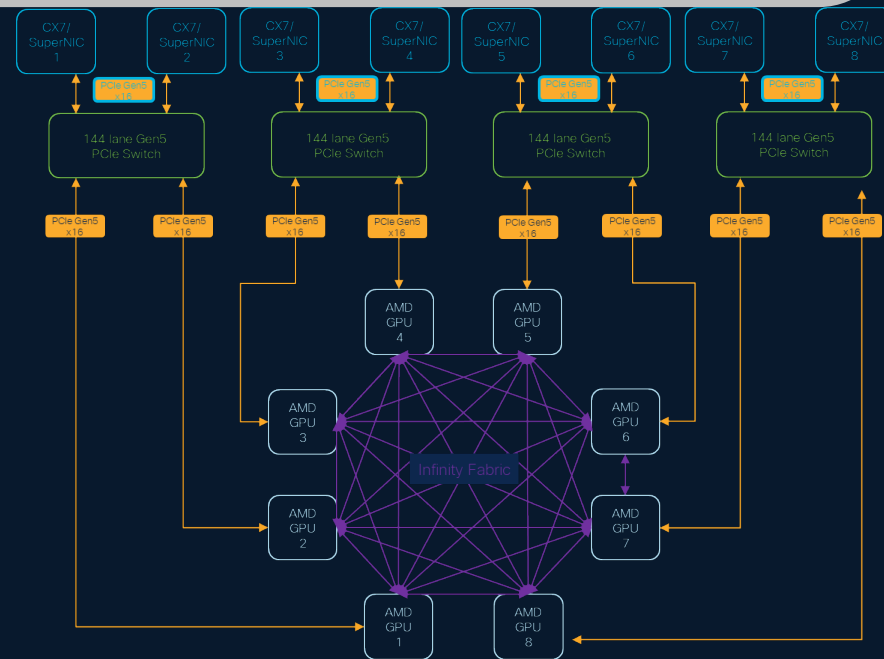 CX7/
SuperNIC
1
CX7/
SuperNIC
2
CX7/
SuperNIC
3
CX7/
SuperNIC
4
CX7/
SuperNIC
5
CX7/
SuperNIC
6
CX7/
SuperNIC
7
CX7/
SuperNIC
8
PCIe Gen5
x16
PCIe Gen5
x16
PCIe Gen5
x16
PCIe Gen5
x16
144 lane Gen5
PCIe Switch
144 lane Gen5
PCIe Switch
144 lane Gen5
PCIe Switch
144 lane Gen5
PCIe Switch
PCIe Gen5
x16
PCIe Gen5
x16
PCIe Gen5
x16
PCIe Gen5
x16
PCIe Gen5
x16
PCIe Gen5
x16
PCIe Gen5
x16
PCIe Gen5
x16
AMD
GPU
4
AMD
GPU
5
AMD
GPU
3
AMD
GPU
6
Infinity Fabric
AMD
GPU
2
AMD
GPU
7
AMD
GPU
1
AMD
GPU
8